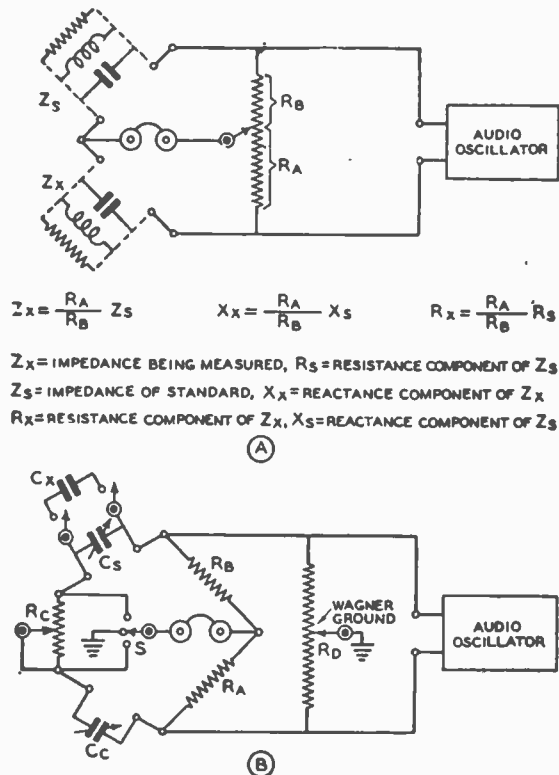 ZS
RB
RA
AUDIO
OSCILLATOR
ZX
ZX = RA/RB ZS XX = RA/RB XS RX = RA/RB RS
ZX = IMPEDANCE BEING MEASURED, RS = RESISTANCE COMPONENT OF ZS
ZS = IMPEDANCE OF STANDARD, XX = REACTANCE COMPONENT OF ZX
RX = RESISTANCE COMPONENT OF ZX, XS = REACTANCE COMPONENT OF ZS
A
CX
CS
RB
RC
S
WAGNER
GROUND
RD
AUDIO
OSCILLATOR
RA
CC
B